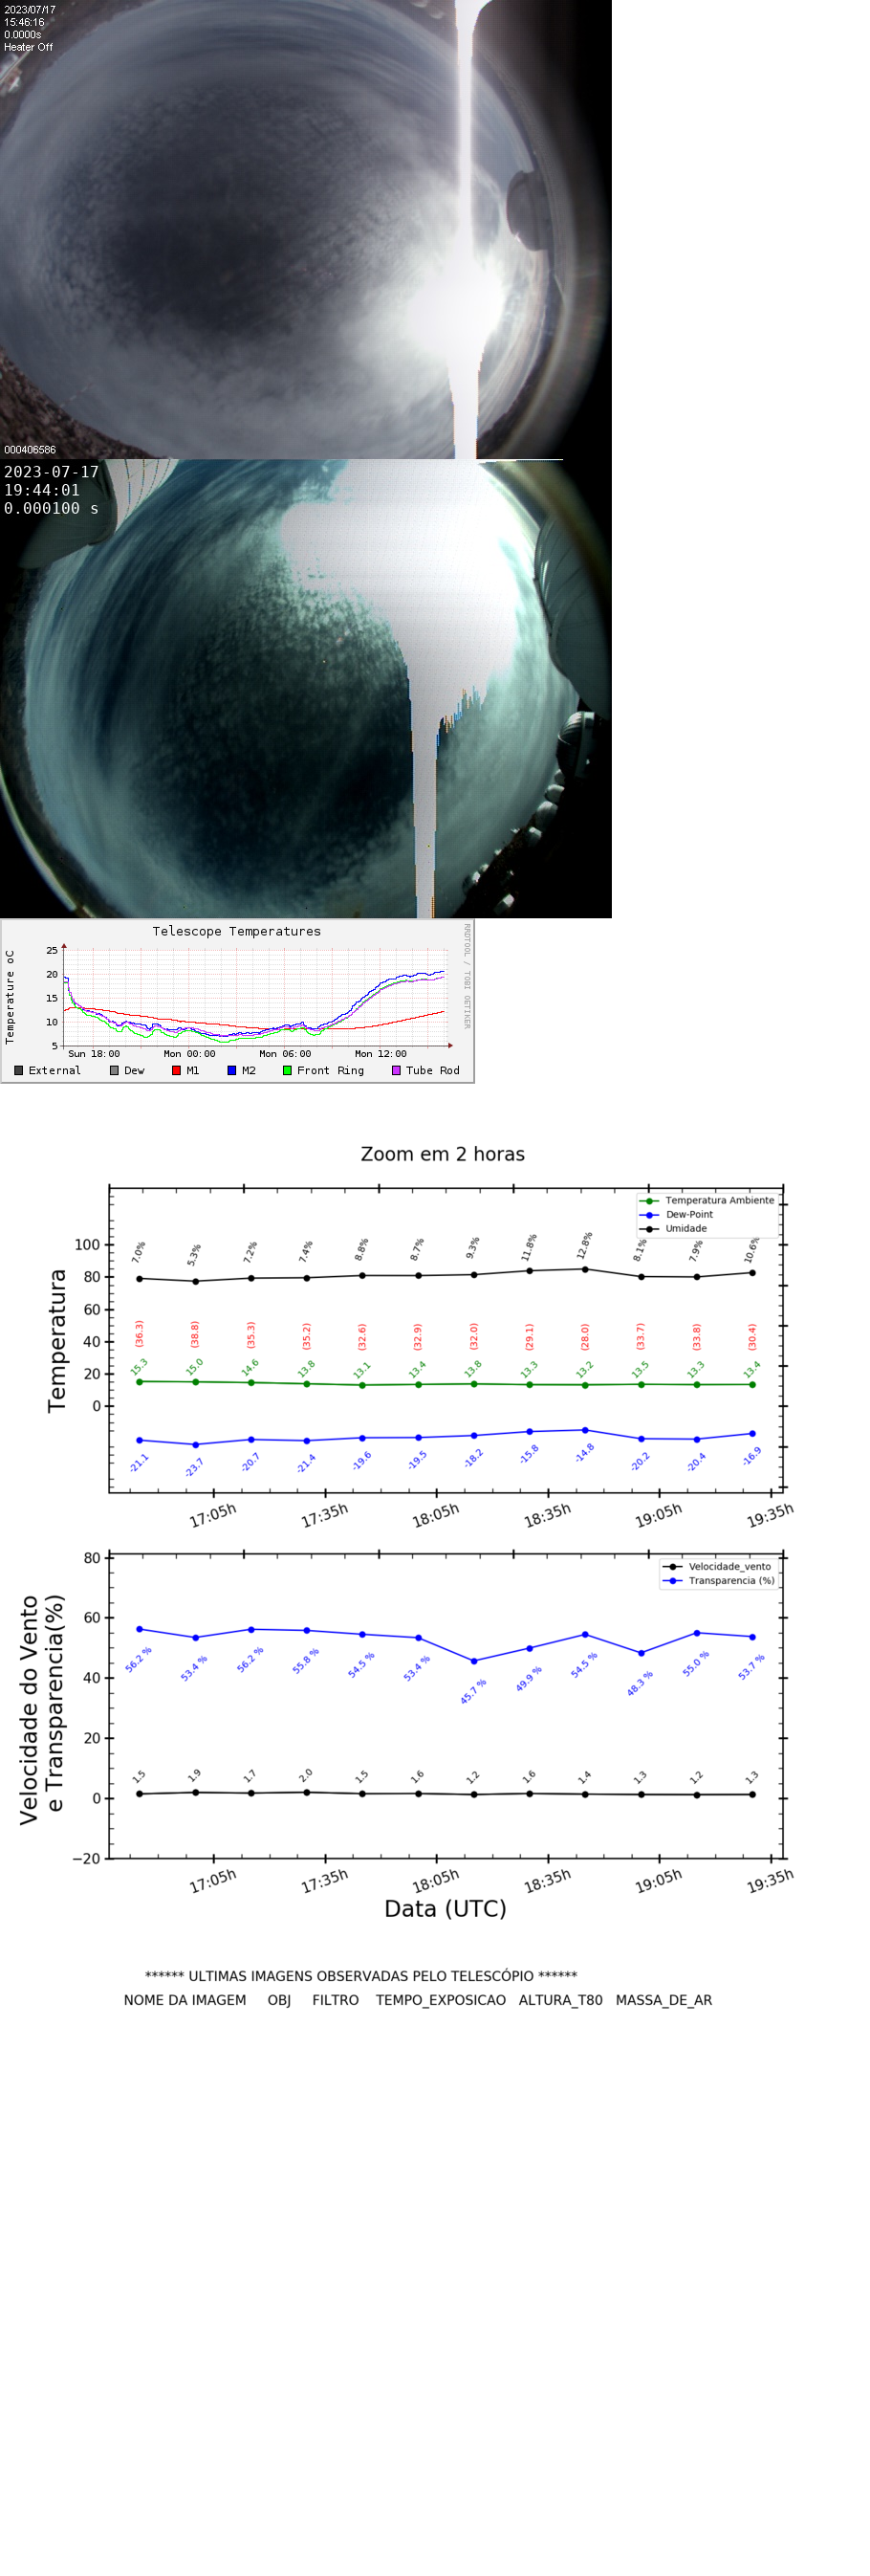 2023/07/17
15:46:16
0.0000s
Heater Off
000406586
2023-07-17
19:44:01
0.000100 s
Telescope Temperatures
RRDTOOL / TOBI OETIKER
Temperature oC
25
20
15
10
5
Sun 18:00 Mon 00:00 Mon 06:00 Mon 12:00
External Dew M1 M2 Front Ring Tube Rod
Zoom em 2 horas
Temperatura Ambiente
Dew-Point
Umidade
Temperatura
100
80
60
40
20
0
7.0% 5.3% 7.2% 7.4% 8.8% 8.7% 9.3% 11.8% 12.8% 8.1% 7.9% 10.6%
(36.3) (38.8) (35.3) (35.2) (32.6) (32.9) (32.0) (29.1) (28.0) (33.7) (33.8) (30.4)
15.3 15.0 14.6 13.8 13.1 13.4 13.8 13.3 13.2 13.5 13.3 13.4
-21.1 -23.7 -20.7 -21.4 -19.6 -19.5 -18.2 -15.8 -14.8 -20.2 -20.4 -16.9
17:05h 17:35h 18:05h 18:35h 19:05h 19:35h
Velocidade_vento
Transparencia (%)
Velocidade do Vento
e Transparencia(%)
80
60
40
20
0
−20
56.2 % 53.4 % 56.2 % 55.8 % 54.5 % 53.4 % 45.7 % 49.9 % 54.5 % 48.3 % 55.0 % 53.7 %
1.5 1.9 1.7 2.0 1.5 1.6 1.2 1.6 1.4 1.3 1.2 1.3
17:05h 17:35h 18:05h 18:35h 19:05h 19:35h
Data (UTC)
****** ULTIMAS IMAGENS OBSERVADAS PELO TELESCÓPIO ******
NOME DA IMAGEM OBJ FILTRO TEMPO_EXPOSICAO ALTURA_T80 MASSA_DE_AR